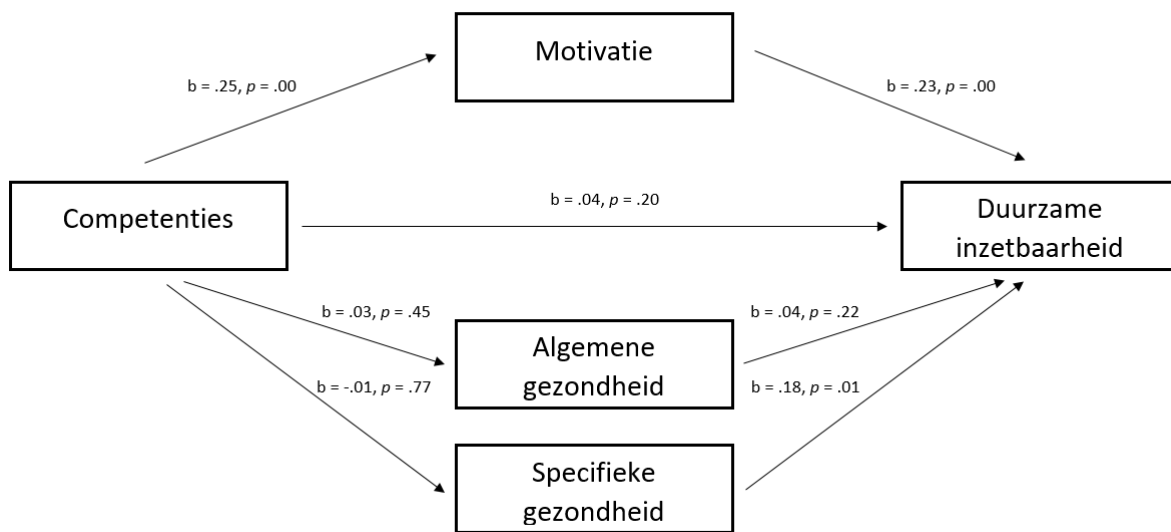 Motivatie
b = .25, p = .00
b = .23, p = .00
Competenties
b = .04, p = .20
Duurzame
inzetbaarheid
b = .03, p = .45
b = .04, p = .22
Algemene
gezondheid
b = -.01, p = .77
b = .18, p = .01
Specifieke
gezondheid